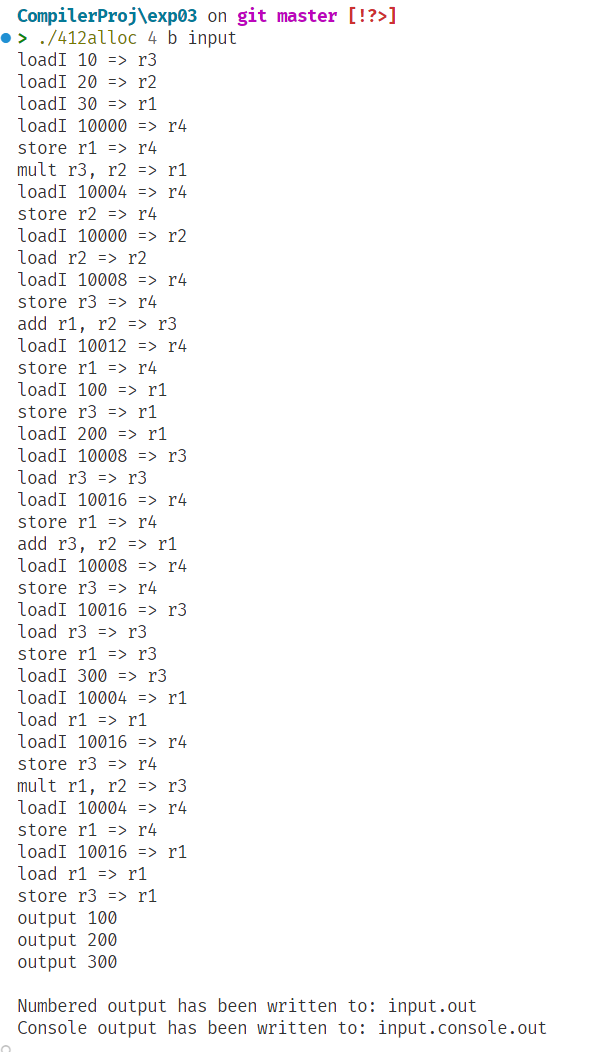 CompilerProj\exp03 on git master [!?>]
> ./412alloc 4 b input
loadI 10 => r3
loadI 20 => r2
loadI 30 => r1
loadI 10000 => r4
store r1 => r4
mult r3, r2 => r1
loadI 10004 => r4
store r2 => r4
loadI 10000 => r2
load r2 => r2
loadI 10008 => r4
store r3 => r4
add r1, r2 => r3
loadI 10012 => r4
store r1 => r4
loadI 100 => r1
store r3 => r1
loadI 200 => r1
loadI 10008 => r3
load r3 => r3
loadI 10016 => r4
store r1 => r4
add r3, r2 => r1
loadI 10008 => r4
store r3 => r4
loadI 10016 => r3
load r3 => r3
store r1 => r3
loadI 300 => r3
loadI 10004 => r1
load r1 => r1
loadI 10016 => r4
store r3 => r4
mult r1, r2 => r3
loadI 10004 => r4
store r1 => r4
loadI 10016 => r1
load r1 => r1
store r3 => r1
output 100
output 200
output 300

Numbered output has been written to: input.out
Console output has been written to: input.console.out